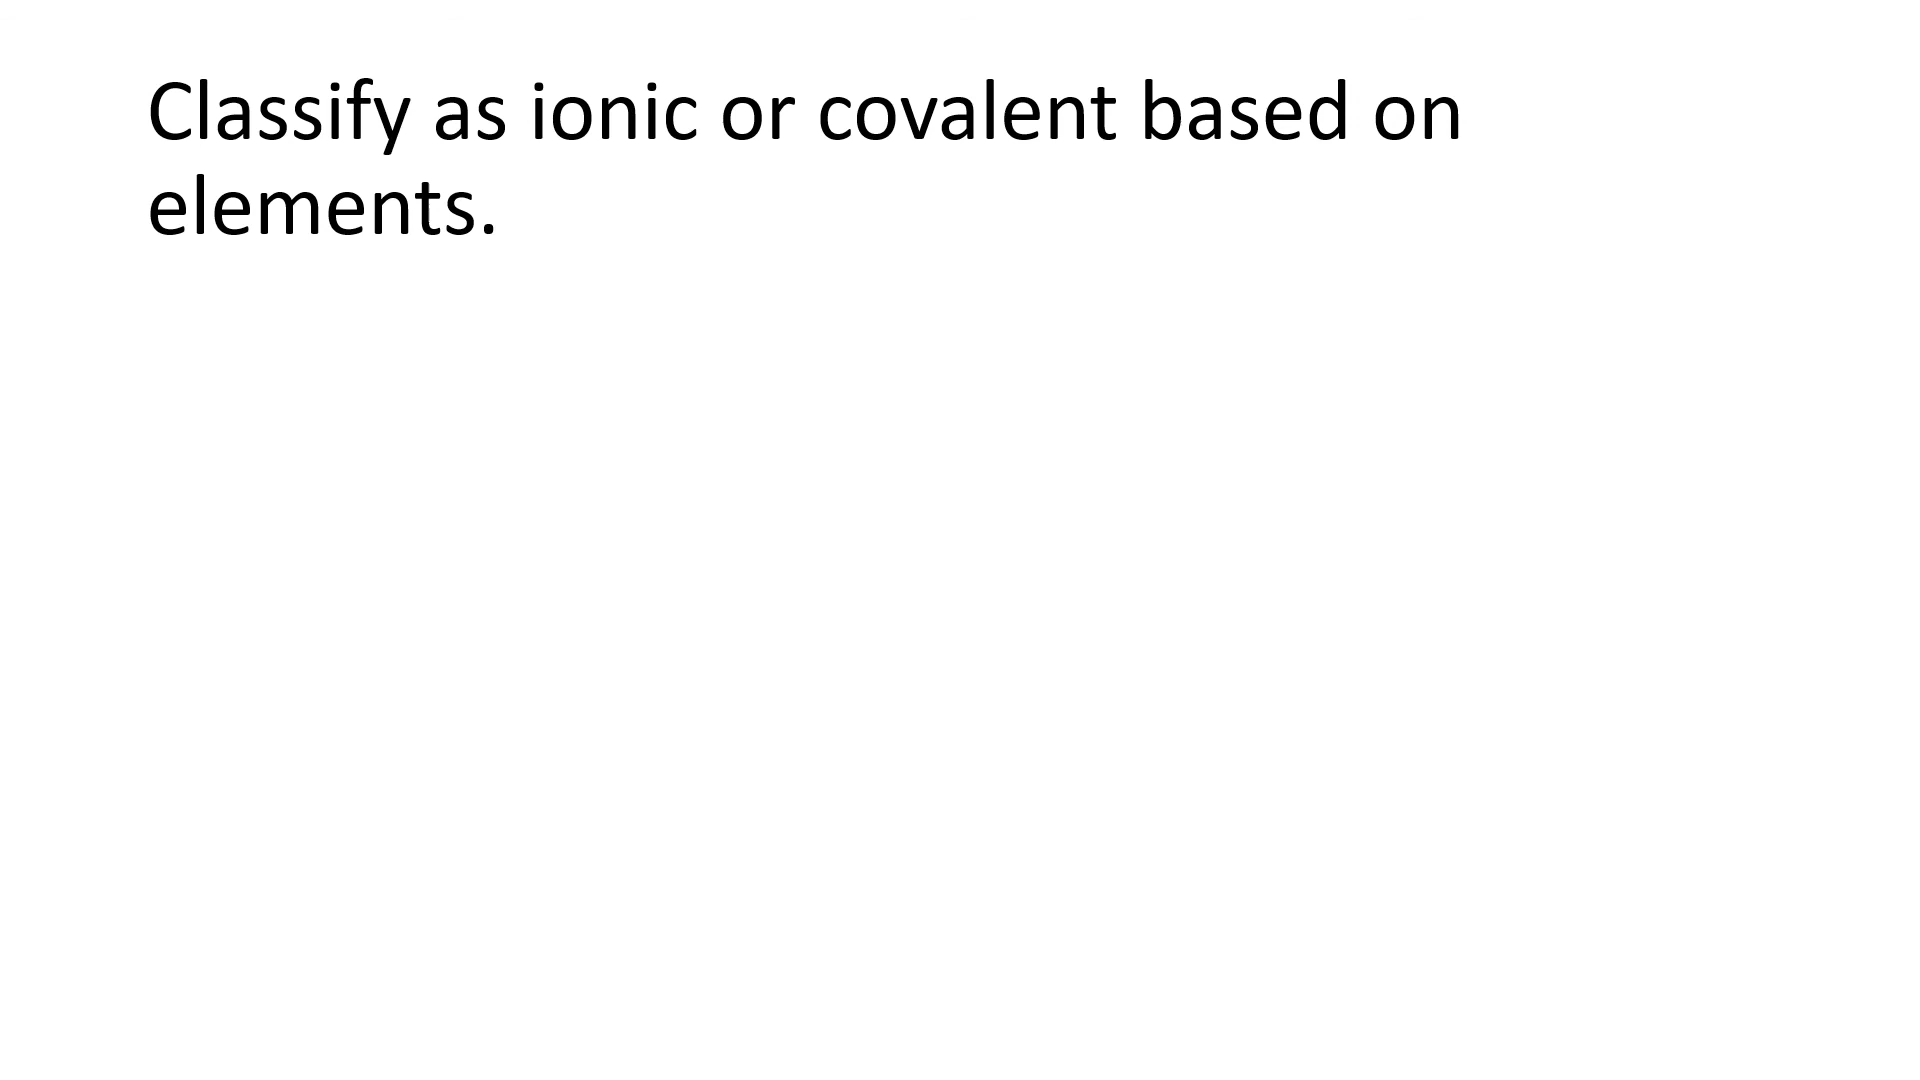 Classify as ionic or covalent based on
elements.